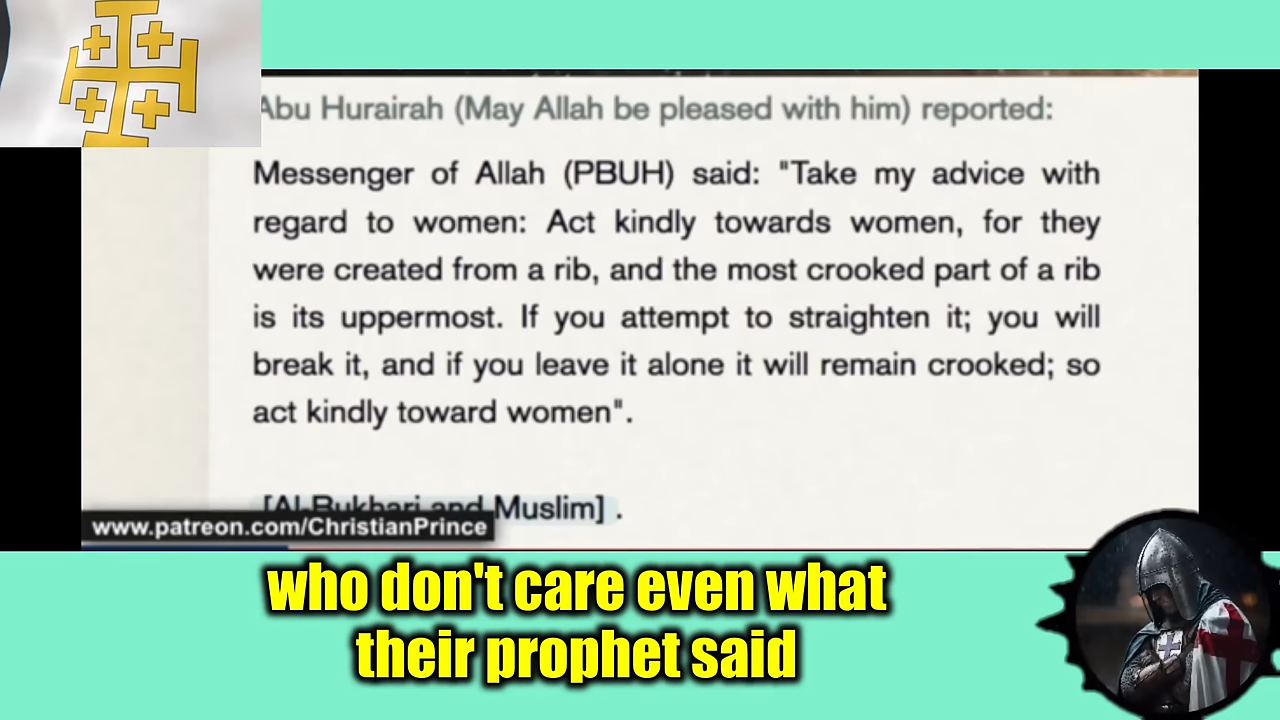 Abu Hurairah (May Allah be pleased with him) reported:
Messenger of Allah (PBUH) said: "Take my advice with
regard to women: Act kindly towards women, for they
were created from a rib, and the most crooked part of a rib
is its uppermost. If you attempt to straighten it; you will
break it, and if you leave it alone it will remain crooked; so
act kindly toward women".
[Al-Bukhari and Muslim] .
www.patreon.com/ChristianPrince
who don't care even what
their prophet said